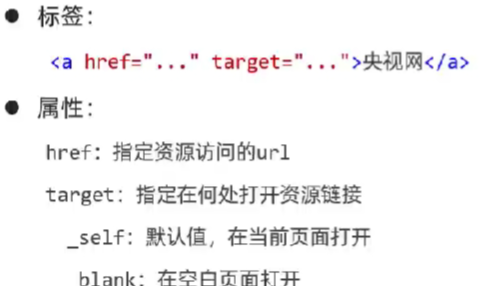 ● 标签：
<a href="..." target="...">央视网</a>
● 属性：
href：指定资源访问的url
target：指定在何处打开资源链接
_self：默认值，在当前页面打开
_blank：在空白页面打开